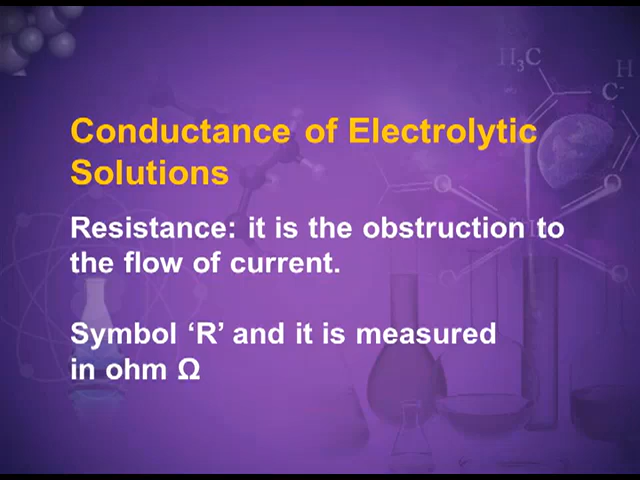 Conductance of Electrolytic
Solutions
Resistance: it is the obstruction to
the flow of current.
Symbol ‘R’ and it is measured
in ohm Ω
H₃C
H
C